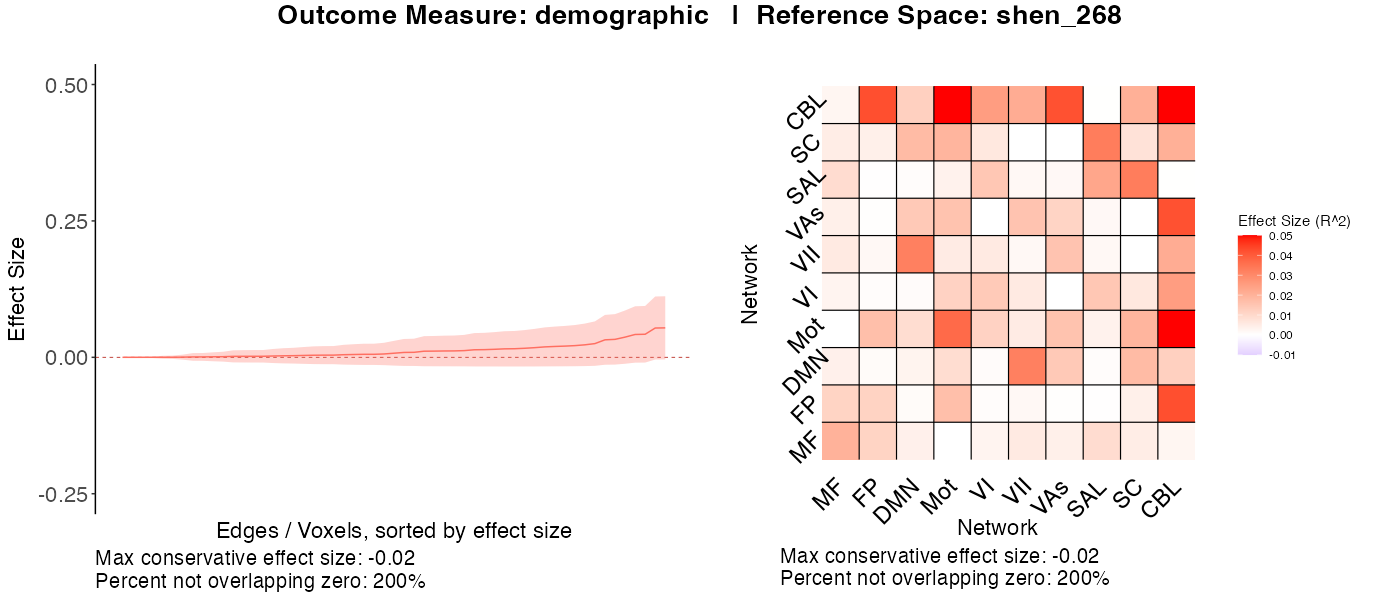 Outcome Measure: demographic | Reference Space: shen_268
0.50
0.25
0.00
-0.25
Effect Size
Edges / Voxels, sorted by effect size
Max conservative effect size: -0.02
Percent not overlapping zero: 200%
Network
CBL
SC
SAL
VAs
VII
VI
Mot
DMN
FP
MF
MF FP DMN Mot VI VII VAs SAL SC CBL
Network
Max conservative effect size: -0.02
Percent not overlapping zero: 200%
Effect Size (R^2)
0.05
0.04
0.03
0.02
0.01
0.00
-0.01